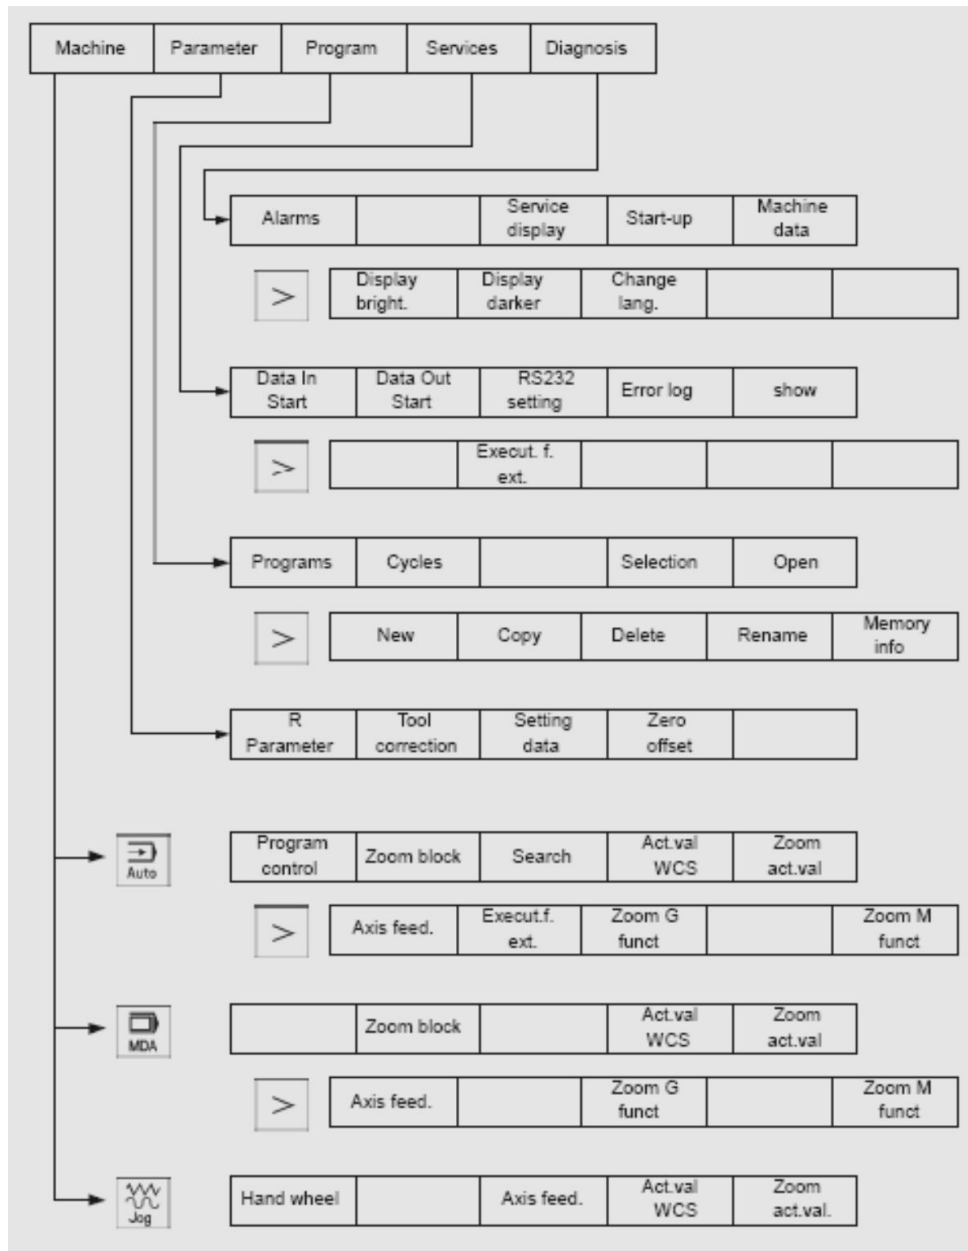 Machine Parameter Program Services Diagnosis
Alarms Service display Start-up Machine data
> Display bright. Display darker Change lang.
Data In Start Data Out Start RS232 setting Error log show
> Execut. f. ext.
Programs Cycles Selection Open
> New Copy Delete Rename Memory info
R Parameter Tool correction Setting data Zero offset
Auto Program control Zoom block Search Act.val WCS Zoom act.val
> Axis feed. Execut.f. ext. Zoom G funct Zoom M funct
MDA Zoom block Act.val WCS Zoom act.val
> Axis feed. Zoom G funct Zoom M funct
Jog Hand wheel Axis feed. Act.val WCS Zoom act.val.